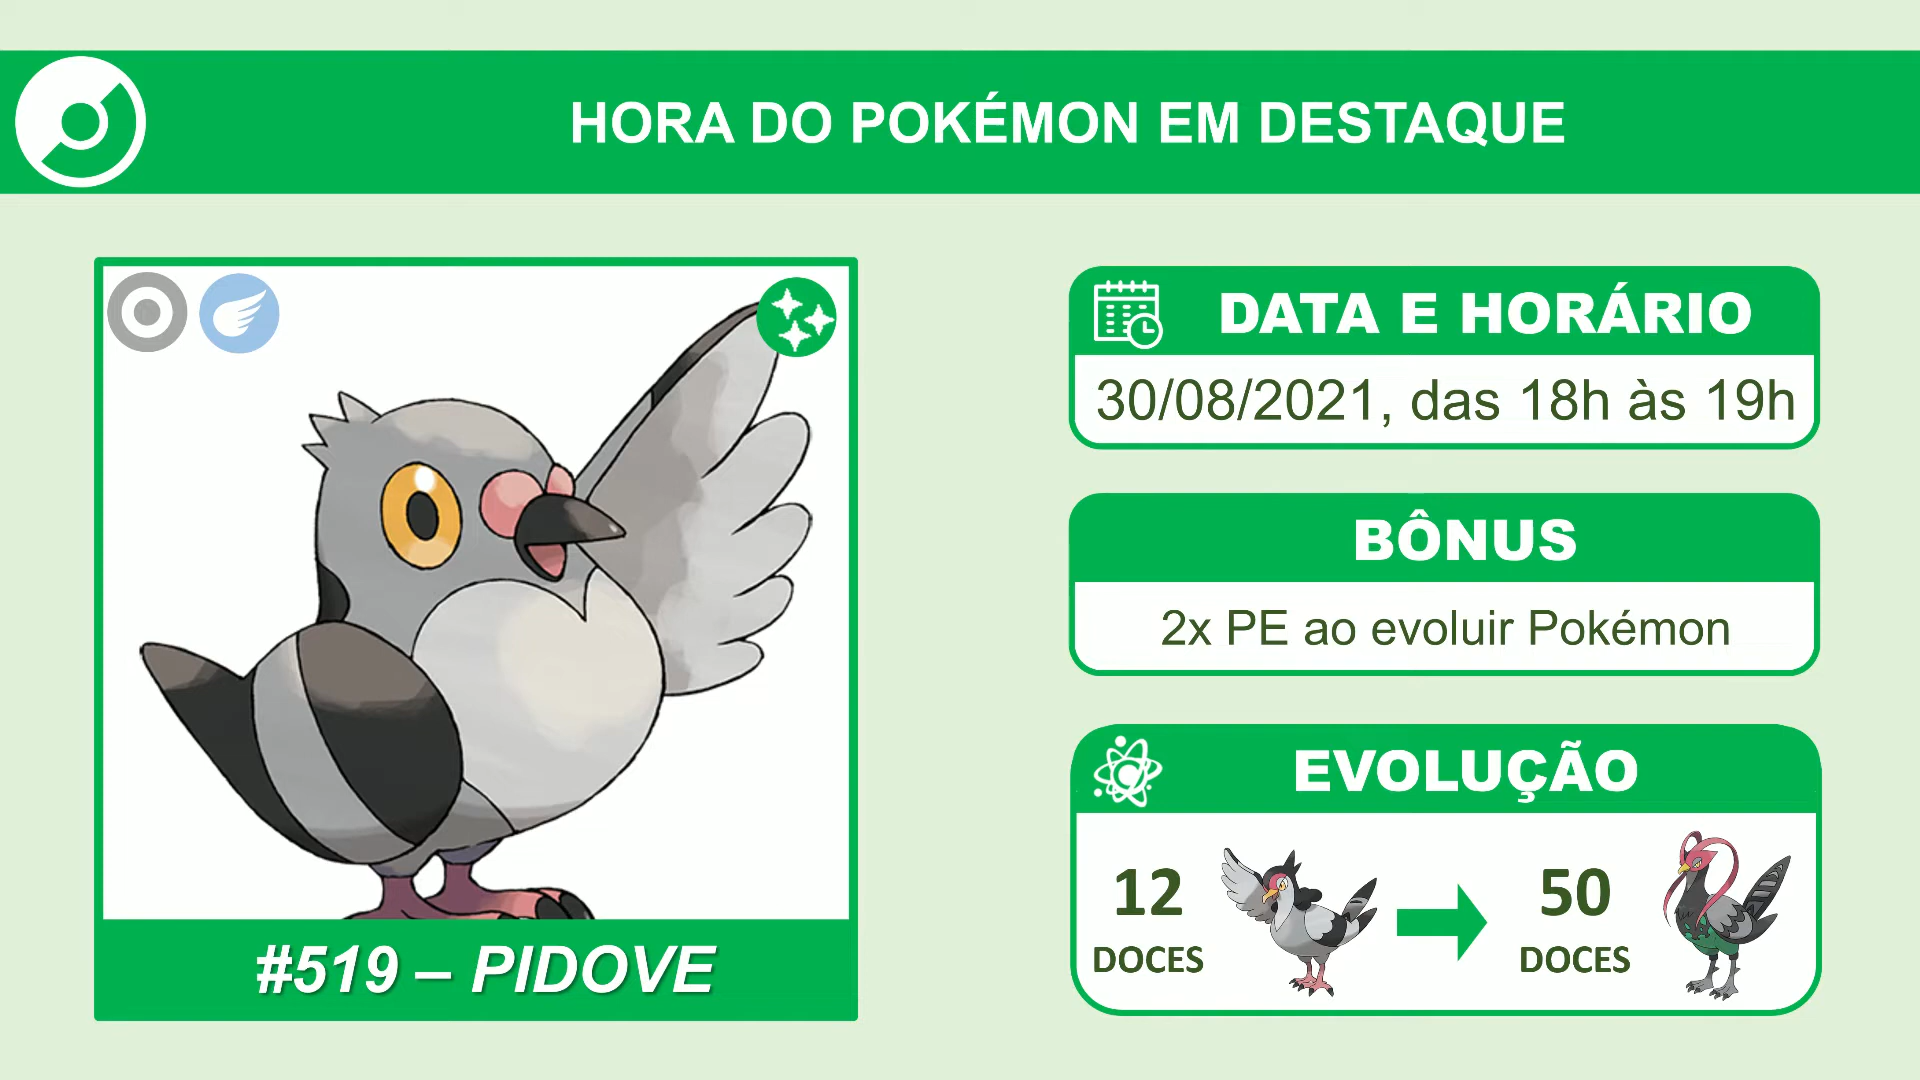 HORA DO POKÉMON EM DESTAQUE
#519 – PIDOVE
DATA E HORÁRIO
30/08/2021, das 18h às 19h
BÔNUS
2x PE ao evoluir Pokémon
EVOLUÇÃO
12
DOCES
50
DOCES